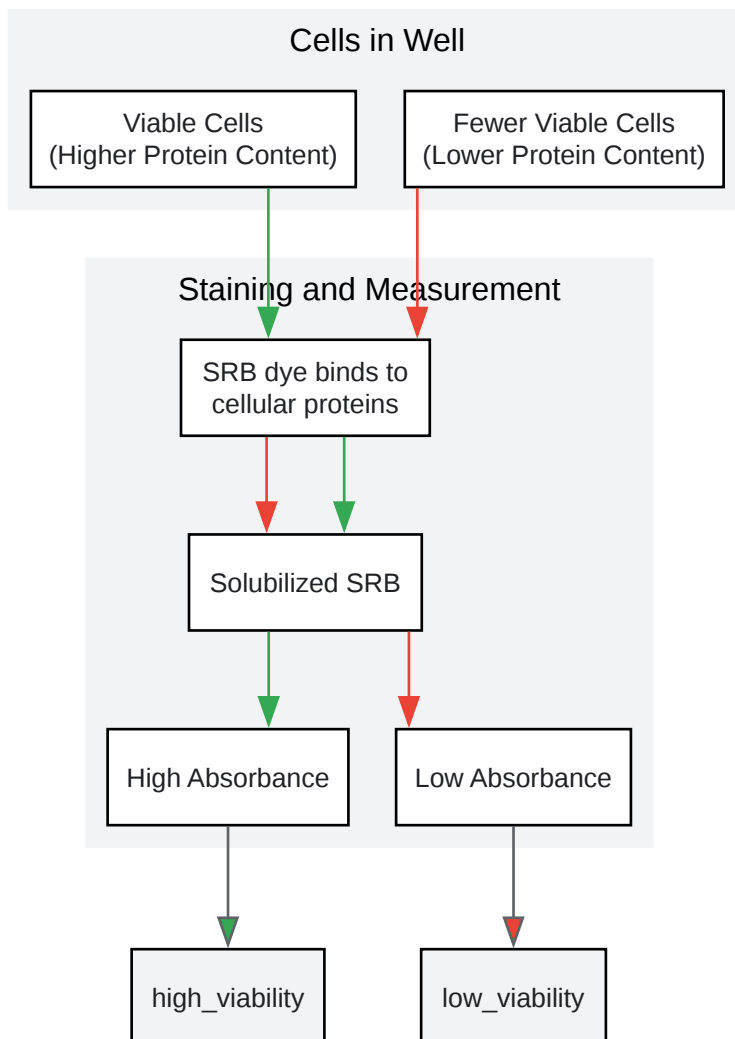 Cells in Well
Viable Cells
(Higher Protein Content)
Fewer Viable Cells
(Lower Protein Content)
Staining and Measurement
SRB dye binds to
cellular proteins
Solubilized SRB
High Absorbance
Low Absorbance
high_viability
low_viability